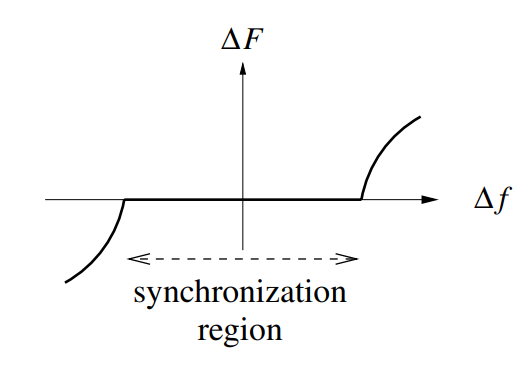 ΔF
Δf
synchronization
region